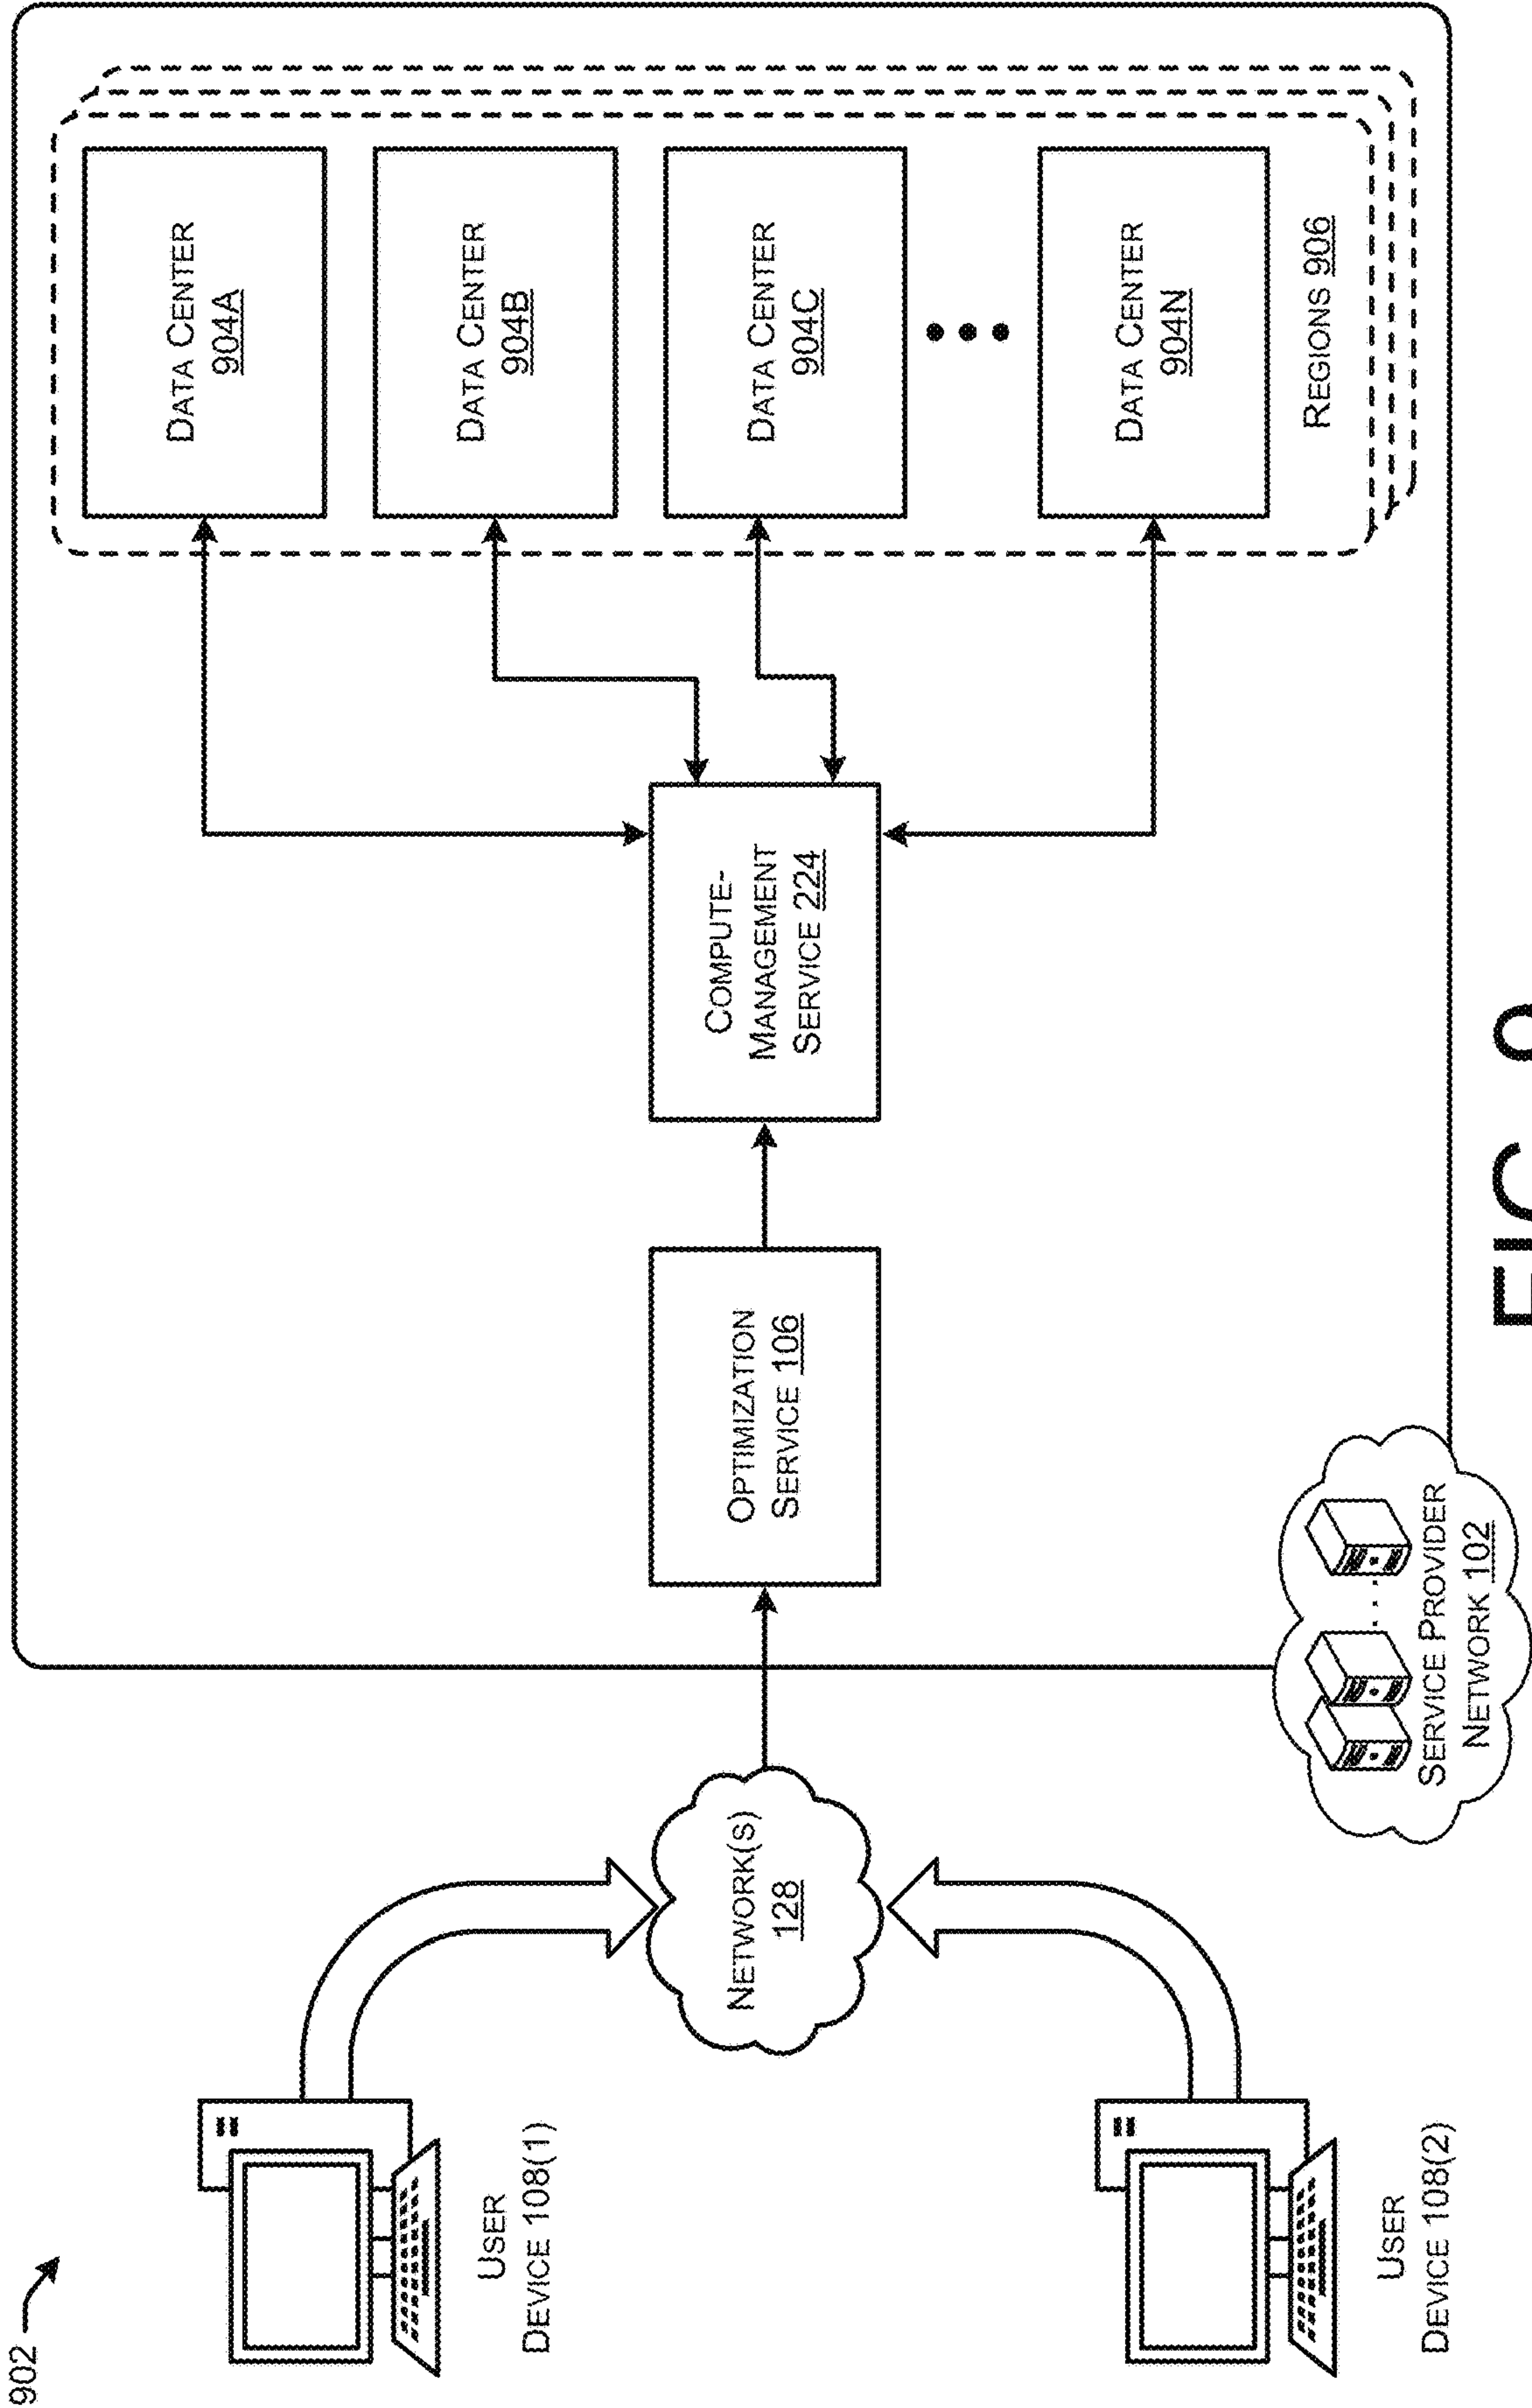 902
USER
DEVICE 108(1)
USER
DEVICE 108(2)
NETWORK(S)
128
SERVICE PROVIDER
NETWORK 102
OPTIMIZATION
SERVICE 106
COMPUTE-
MANAGEMENT
SERVICE 224
DATA CENTER
904A
DATA CENTER
904B
DATA CENTER
904C
DATA CENTER
904N
REGIONS 906